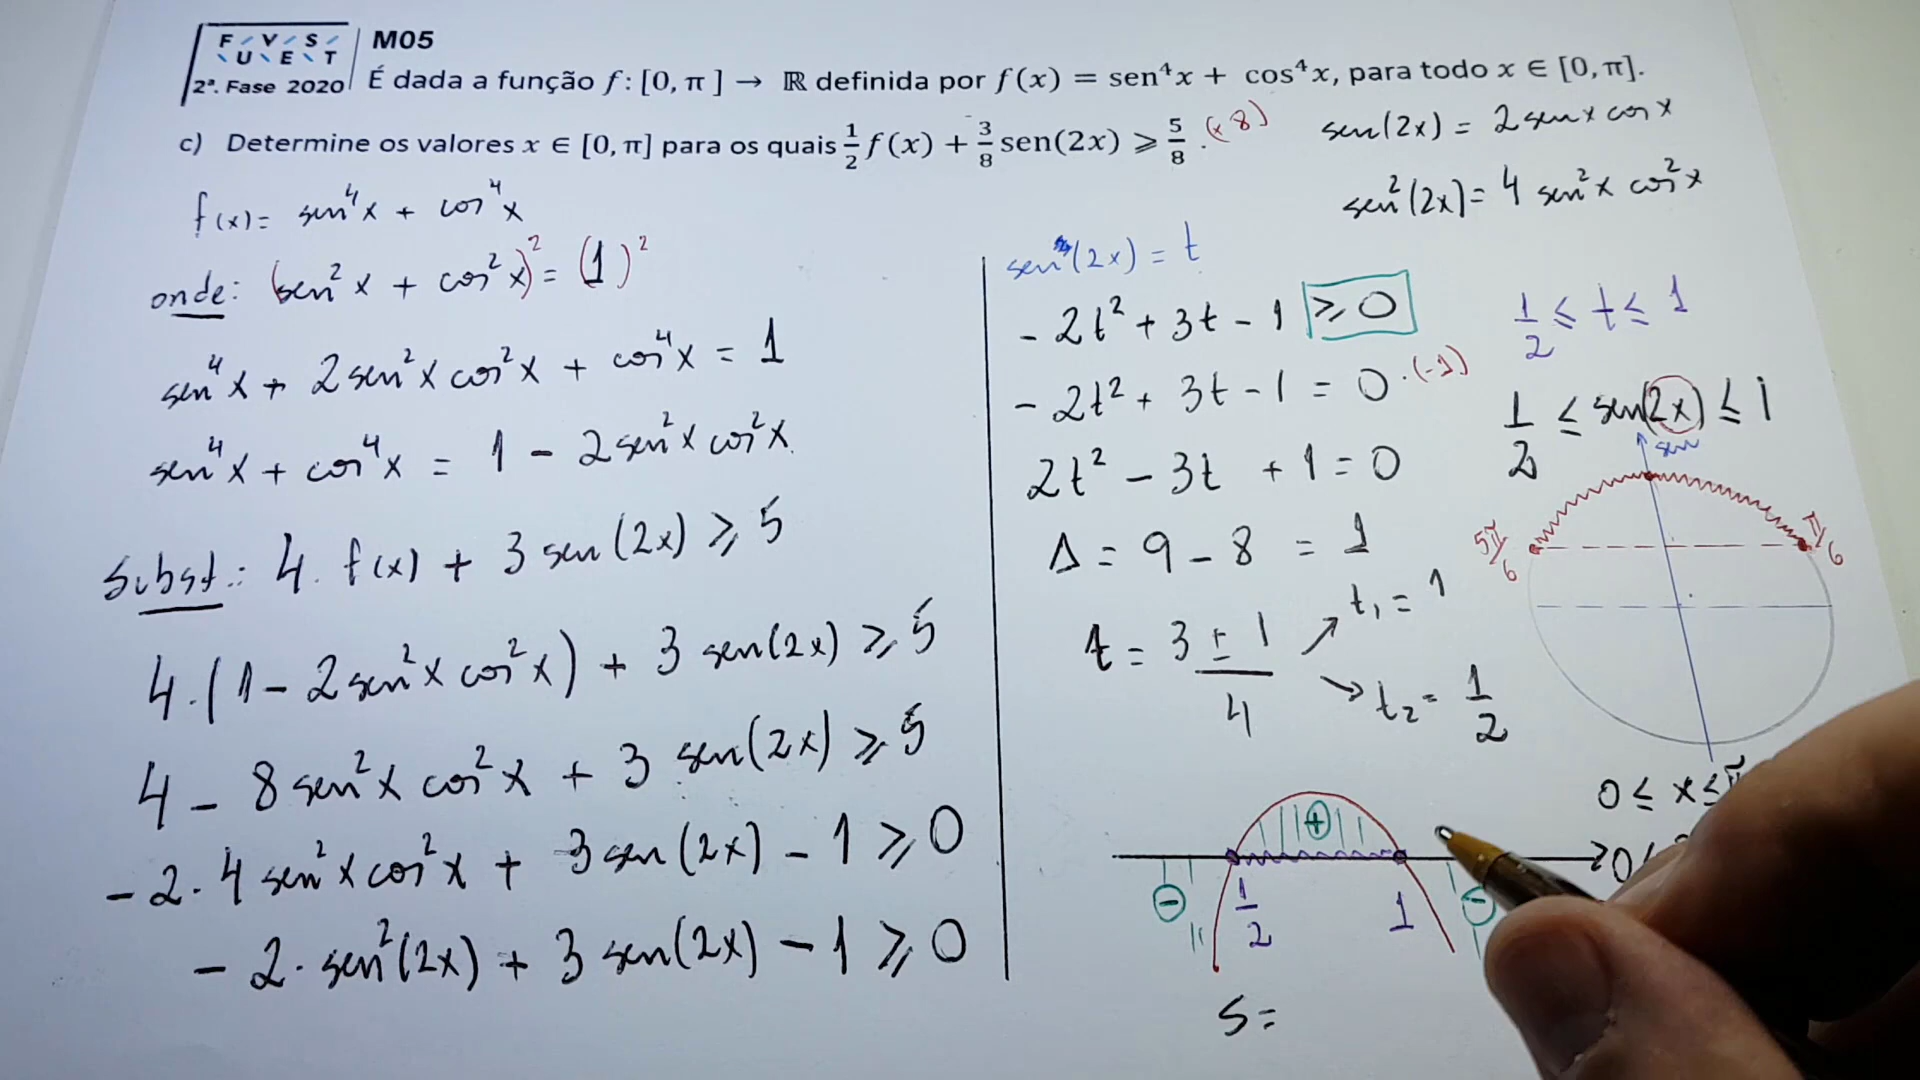 FUVEST
2ª. Fase 2020
M05
É dada a função f: [0, π] → ℝ definida por f(x) = sen⁴x + cos⁴x, para todo x ∈ [0, π].
c) Determine os valores x ∈ [0, π] para os quais 1/2 f(x) + 3/8 sen(2x) ⩾ 5/8 . (x 8)
sen(2x) = 2 sen x cos x
sen²(2x) = 4 sen²x cos²x
f(x) = sen⁴x + cos⁴x
onde: (sen²x + cos²x)² = (1)²
sen⁴x + 2sen²x cos²x + cos⁴x = 1
sen⁴x + cos⁴x = 1 - 2sen²x cos²x.
Subst.: 4. f(x) + 3 sen(2x) ⩾ 5
4.(1 - 2sen²x cos²x) + 3 sen(2x) ⩾ 5
4 - 8sen²x cos²x + 3 sen(2x) ⩾ 5
-2. 4 sen²x cos²x + 3sen(2x) - 1 ⩾ 0
-2. sen²(2x) + 3 sen(2x) - 1 ⩾ 0
sen(2x) = t
-2t² + 3t - 1 ⩾ 0
-2t² + 3t - 1 = 0 .(-1)
2t² - 3t + 1 = 0
Δ = 9 - 8 = 1
t = 3 ± 1 / 4
t₁ = 1
t₂ = 1/2
- + -
1/2 1
S =
1/2 ≤ t ≤ 1
1/2 ≤ sen(2x) ≤ 1
sen
5π/6 π/6
0 ≤ x ≤ π
0 ≤